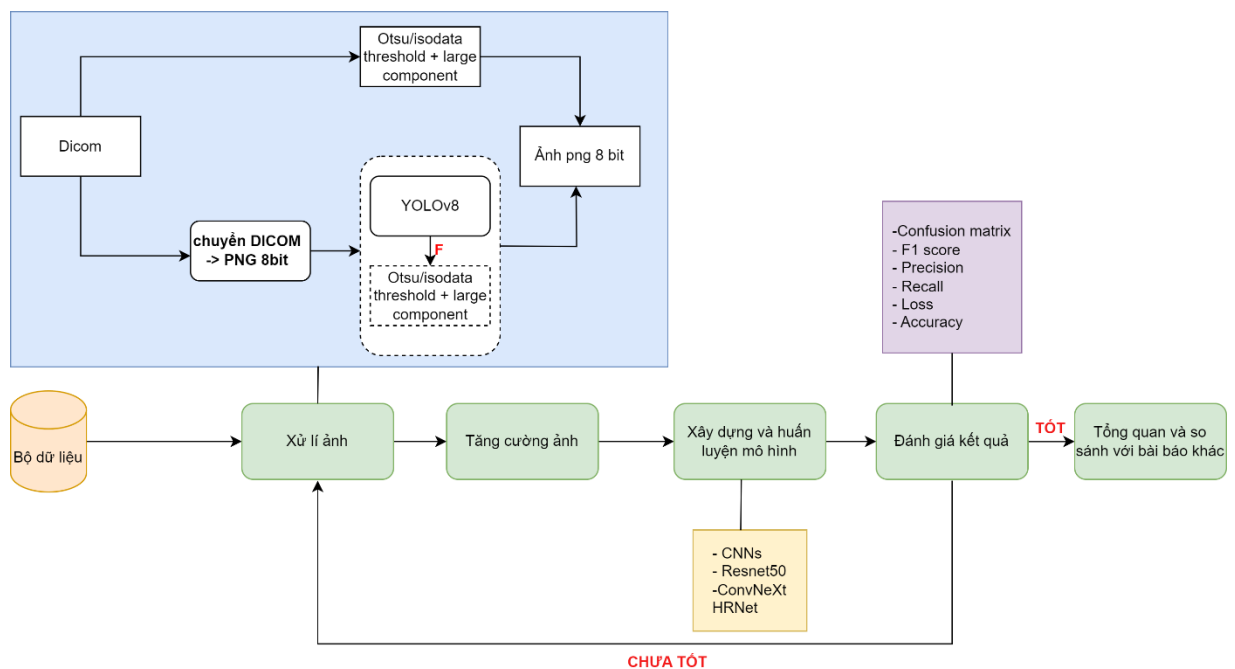 Otsu/isodata
threshold + large
component
Dicom
Ảnh png 8 bit
YOLOv8
chuyển DICOM
-> PNG 8bit
F
Otsu/isodata
threshold + large
component
-Confusion matrix
- F1 score
- Precision
- Recall
- Loss
- Accuracy
Bộ dữ liệu
Xử lí ảnh
Tăng cường ảnh
Xây dựng và huấn
luyện mô hình
Đánh giá kết quả
TÓT
Tổng quan và so
sánh với bài báo khác
- CNNs
- Resnet50
-ConvNeXt
HRNet
CHƯA TÓT